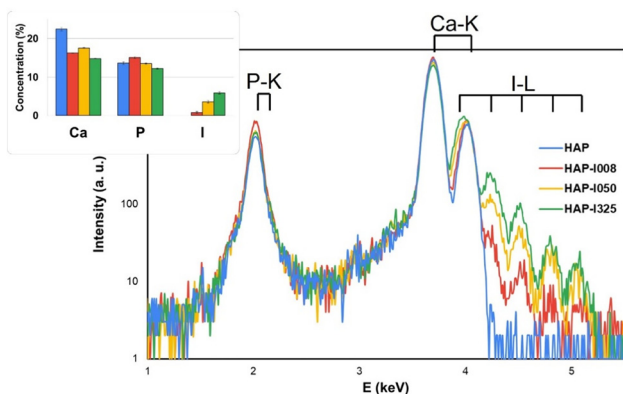 Concentration (%)
20
10
0
Ca
P
I
Ca-K
P-K
I-L
HAP
HAP-I008
HAP-I050
HAP-I325
Intensity (a. u.)
100
10
1
1
2
3
4
5
E (keV)